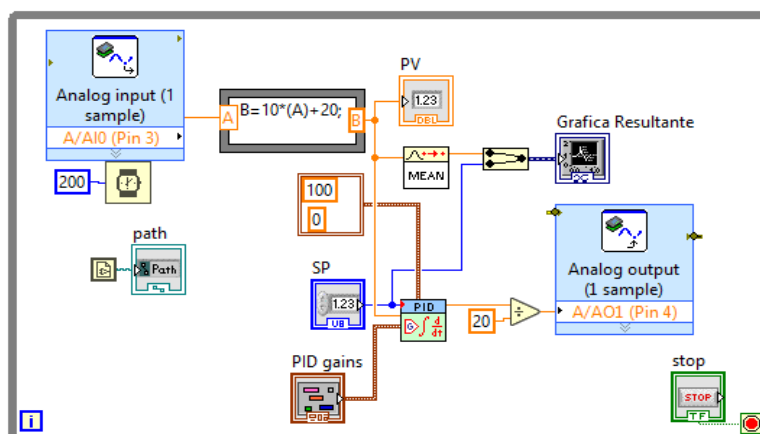 Analog input (1
sample)
A/AI0 (Pin 3)
200
A
B=10*(A)+20;
B
PV
1.23
DBL
MEAN
Grafica Resultante
100
0
path
Path
SP
1.23
U8
PID
G
d
dt
20
Analog output
(1 sample)
A/AO1 (Pin 4)
PID gains
stop
STOP
TF
i